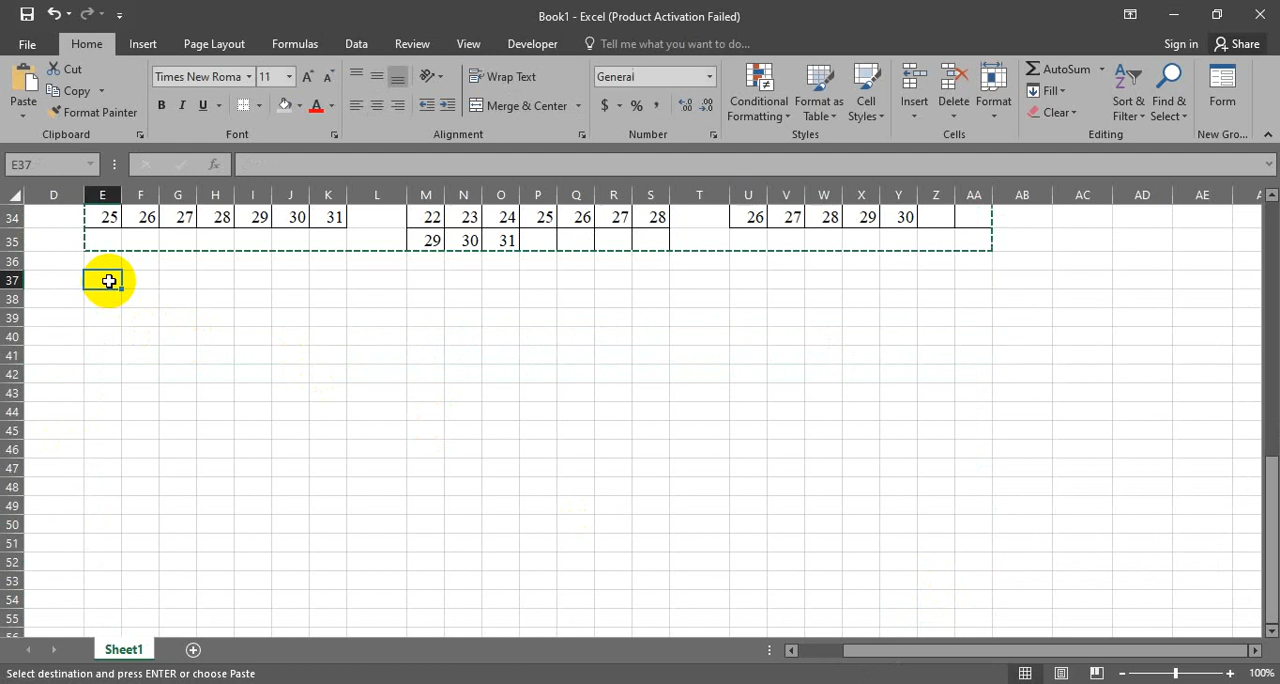 Book1 - Excel (Product Activation Failed)
File Home Insert Page Layout Formulas Data Review View Developer Tell me what you want to do... Sign in Share
Paste Cut Copy Format Painter Clipboard
Times New Roma 11 B I U A A A Font
Wrap Text Merge & Center Alignment
General $ % , Number
Conditional Formatting Format as Table Cell Styles Styles
Insert Delete Format Cells
AutoSum Fill Clear Sort & Filter Find & Select Editing
Form New Gro...
E37 fx
D E F G H I J K L M N O P Q R S T U V W X Y Z AA AB AC AD AE
34 25 26 27 28 29 30 31 22 23 24 25 26 27 28 26 27 28 29 30
35 29 30 31
36
37
38
39
40
41
42
43
44
45
46
47
48
49
50
51
52
53
54
55
Sheet1
Select destination and press ENTER or choose Paste 100%